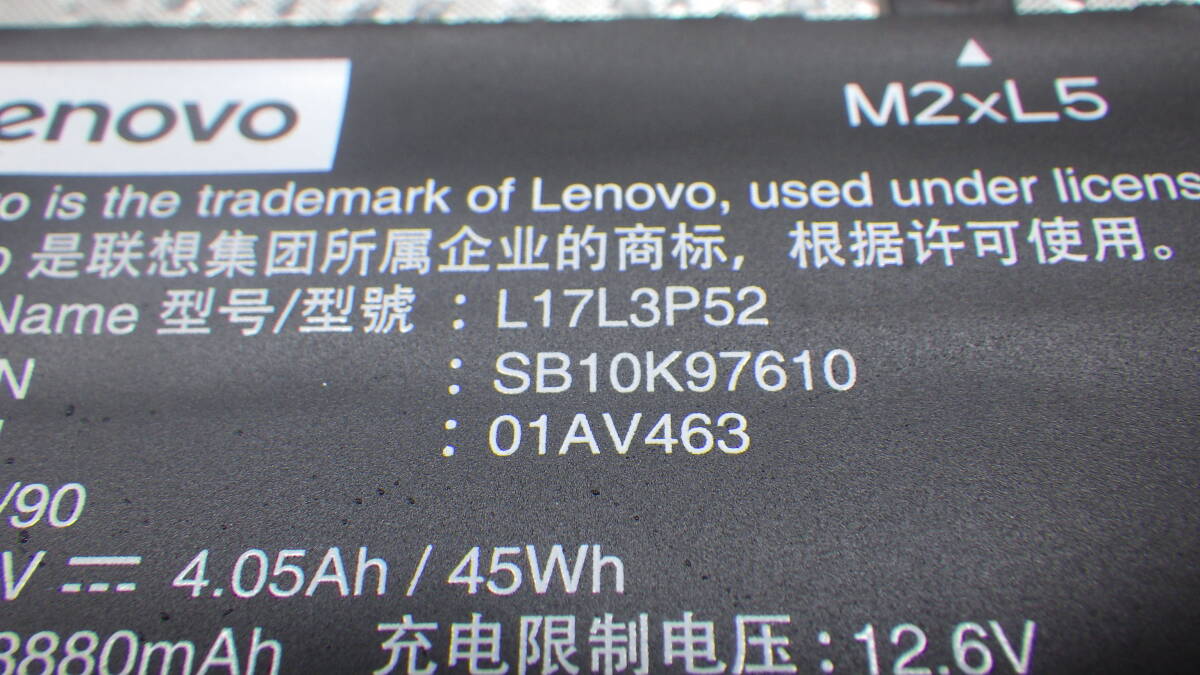 enovo
M2xL5
vo is the trademark of Lenovo, used under licens
o 是联想集团所属企业的商标，根据许可使用。
Name 型号/型號 : L17L3P52
N : SB10K97610
: 01AV463
/90
V ⎓ 4.05Ah / 45Wh
3880mAh 充电限制电压 : 12.6V